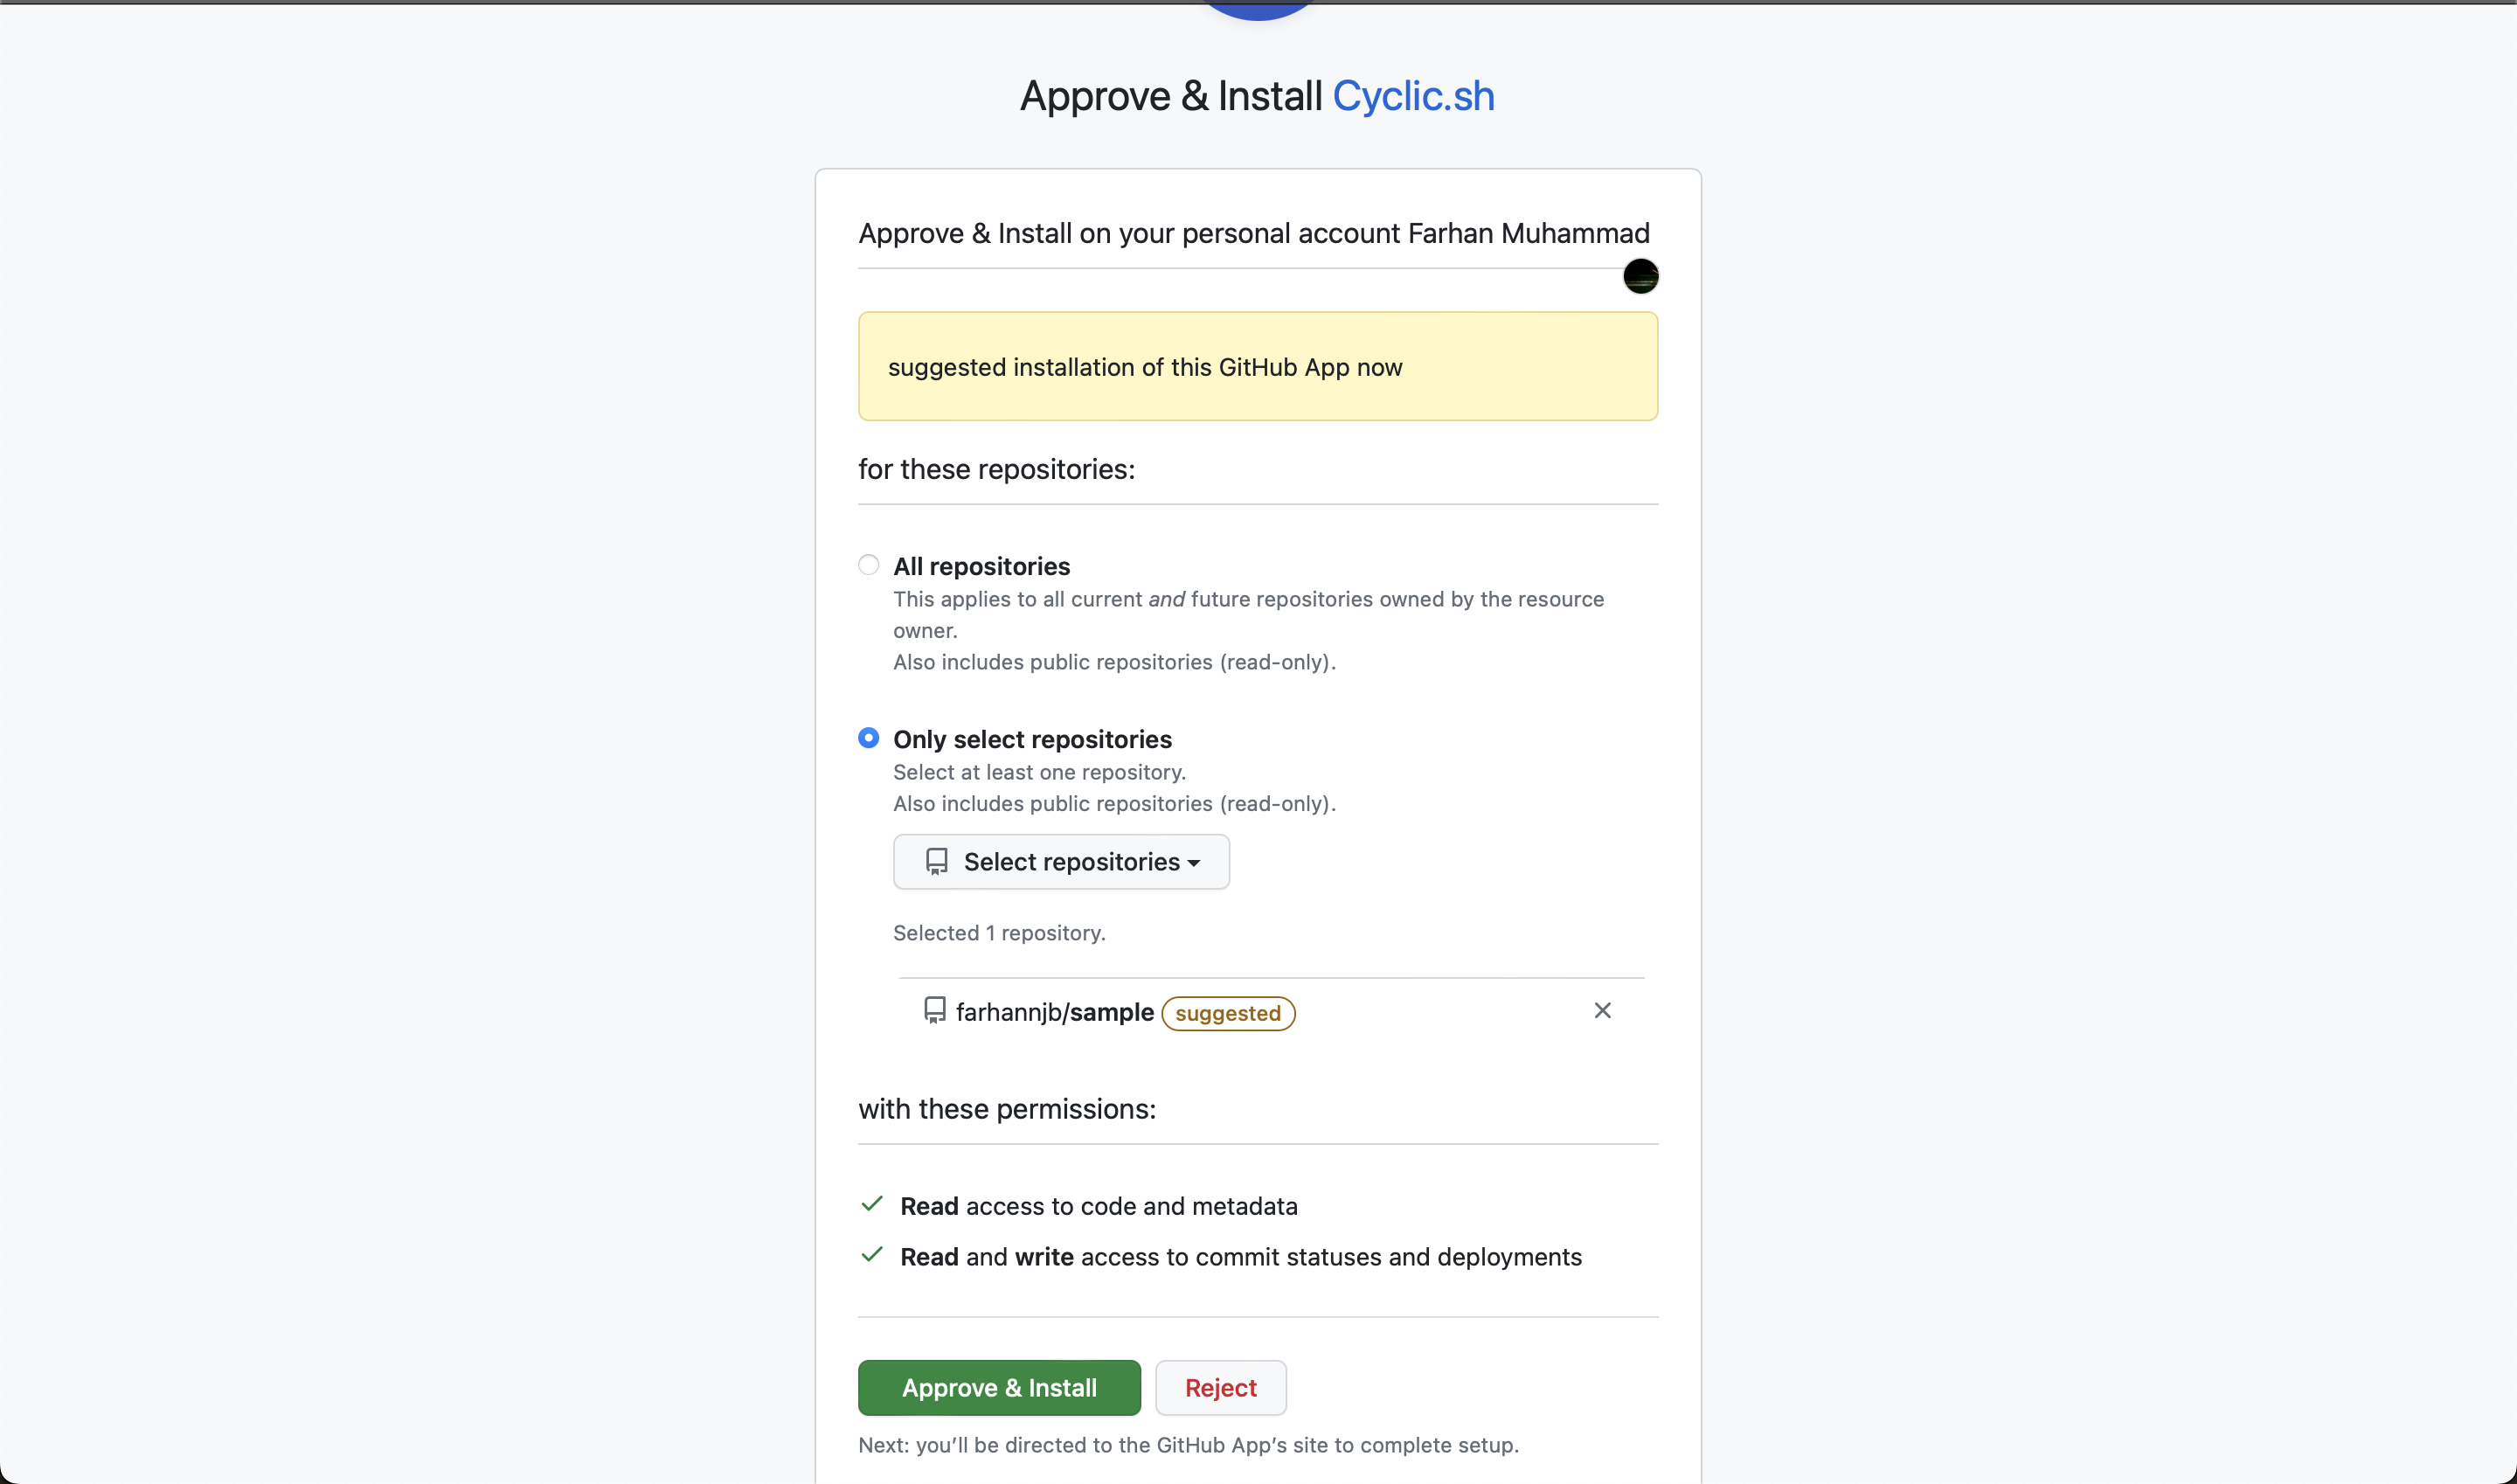 Approve & Install Cyclic.sh
Approve & Install on your personal account Farhan Muhammad
suggested installation of this GitHub App now
for these repositories:
All repositories
This applies to all current and future repositories owned by the resource
owner.
Also includes public repositories (read-only).
Only select repositories
Select at least one repository.
Also includes public repositories (read-only).
Select repositories
Selected 1 repository.
farhannjb/sample suggested
with these permissions:
Read access to code and metadata
Read and write access to commit statuses and deployments
Approve & Install Reject
Next: you’ll be directed to the GitHub App’s site to complete setup.